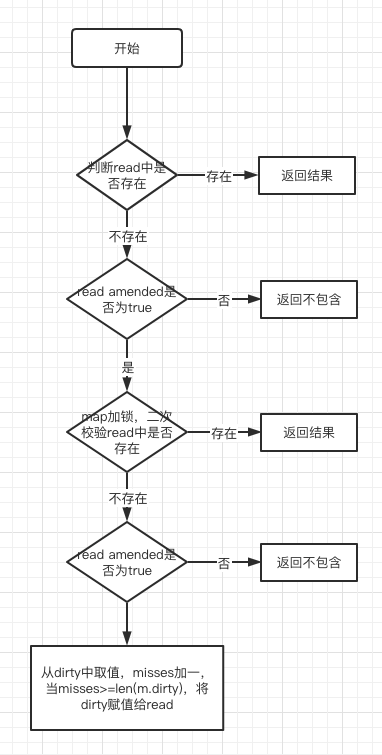 开始
判断read中是
否存在
存在
返回结果
不存在
read amended是
否为true
否
返回不包含
是
map加锁，二次
校验read中是否
存在
存在
返回结果
不存在
read amended是
否为true
否
返回不包含
从dirty中取值，misses加一，
当misses>=len(m.dirty)，将
dirty赋值给read